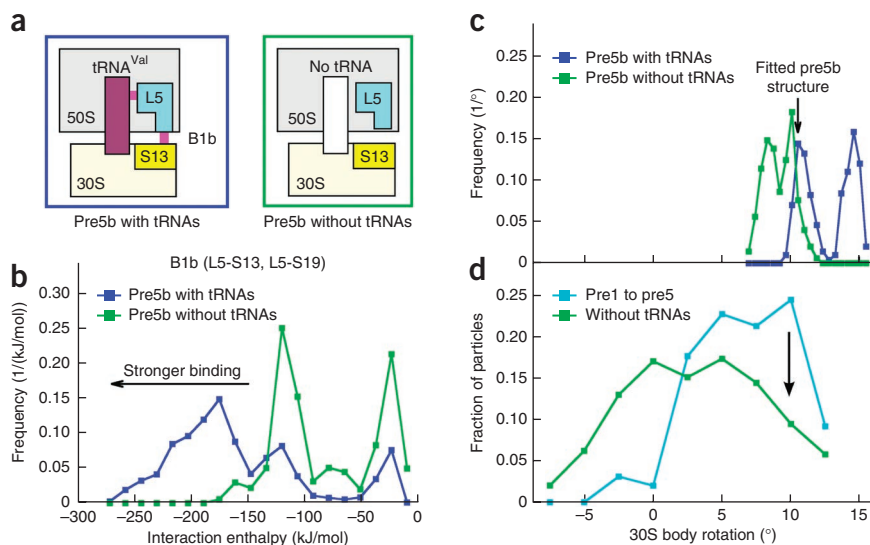 a
tRNA^Val
L5
50S
B1b
S13
30S
Pre5b with tRNAs
No tRNA
L5
50S
S13
30S
Pre5b without tRNAs
b
B1b (L5-S13, L5-S19)
Pre5b with tRNAs
Pre5b without tRNAs
Stronger binding
Frequency (1/(kJ/mol))
0.30
0.25
0.20
0.15
0.10
0.05
0
−300
−250
−200
−150
−100
−50
0
Interaction enthalpy (kJ/mol)
c
Pre5b with tRNAs
Pre5b without tRNAs
Fitted pre5b
structure
Frequency (1/°)
0.25
0.20
0.15
0.10
0.05
0
d
Pre1 to pre5
Without tRNAs
Fraction of particles
0.25
0.20
0.15
0.10
0.05
0
−5
0
5
10
15
30S body rotation (°)